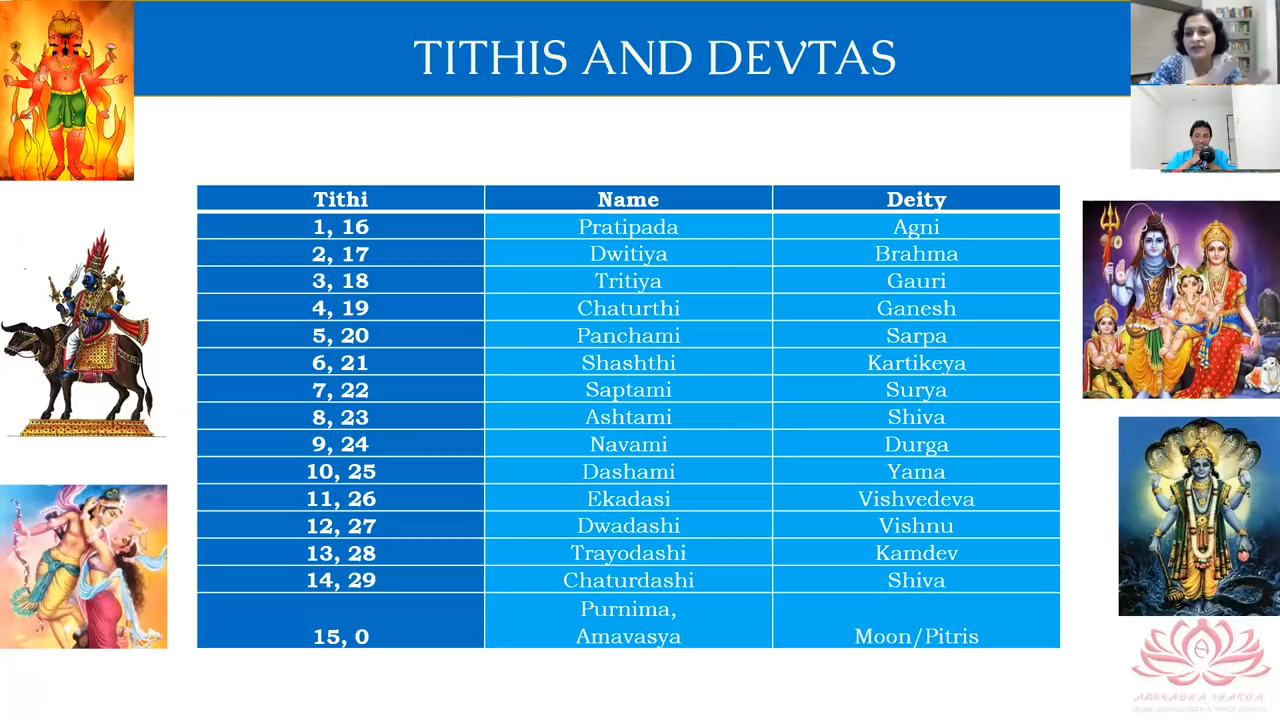 TITHIS AND DEVTAS
Tithi Name Deity
1, 16 Pratipada Agni
2, 17 Dwitiya Brahma
3, 18 Tritiya Gauri
4, 19 Chaturthi Ganesh
5, 20 Panchami Sarpa
6, 21 Shashthi Kartikeya
7, 22 Saptami Surya
8, 23 Ashtami Shiva
9, 24 Navami Durga
10, 25 Dashami Yama
11, 26 Ekadasi Vishvedeva
12, 27 Dwadashi Vishnu
13, 28 Trayodashi Kamdev
14, 29 Chaturdashi Shiva
Purnima,
15, 0 Amavasya Moon/Pitris